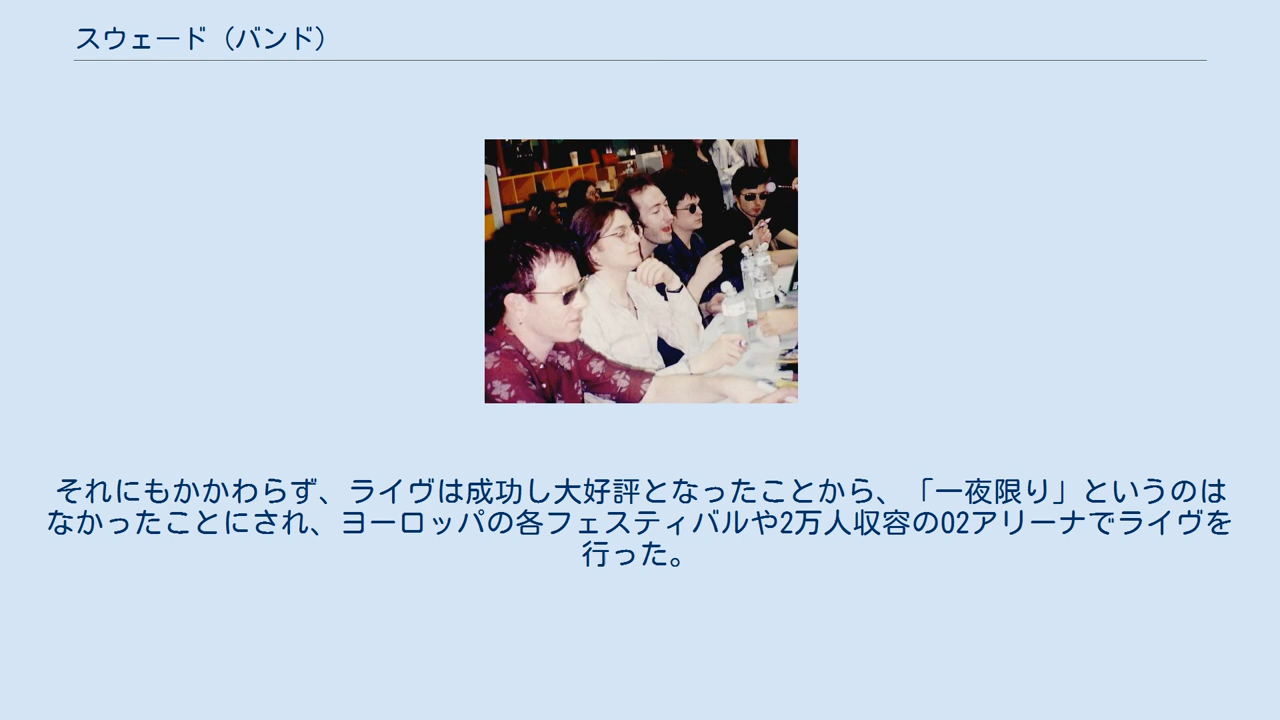 スウェード（バンド）
それにもかかわらず、ライヴは成功し大好評となったことから、「一夜限り」というのは
なかったことにされ、ヨーロッパの各フェスティバルや2万人収容のO2アリーナでライヴを
行った。